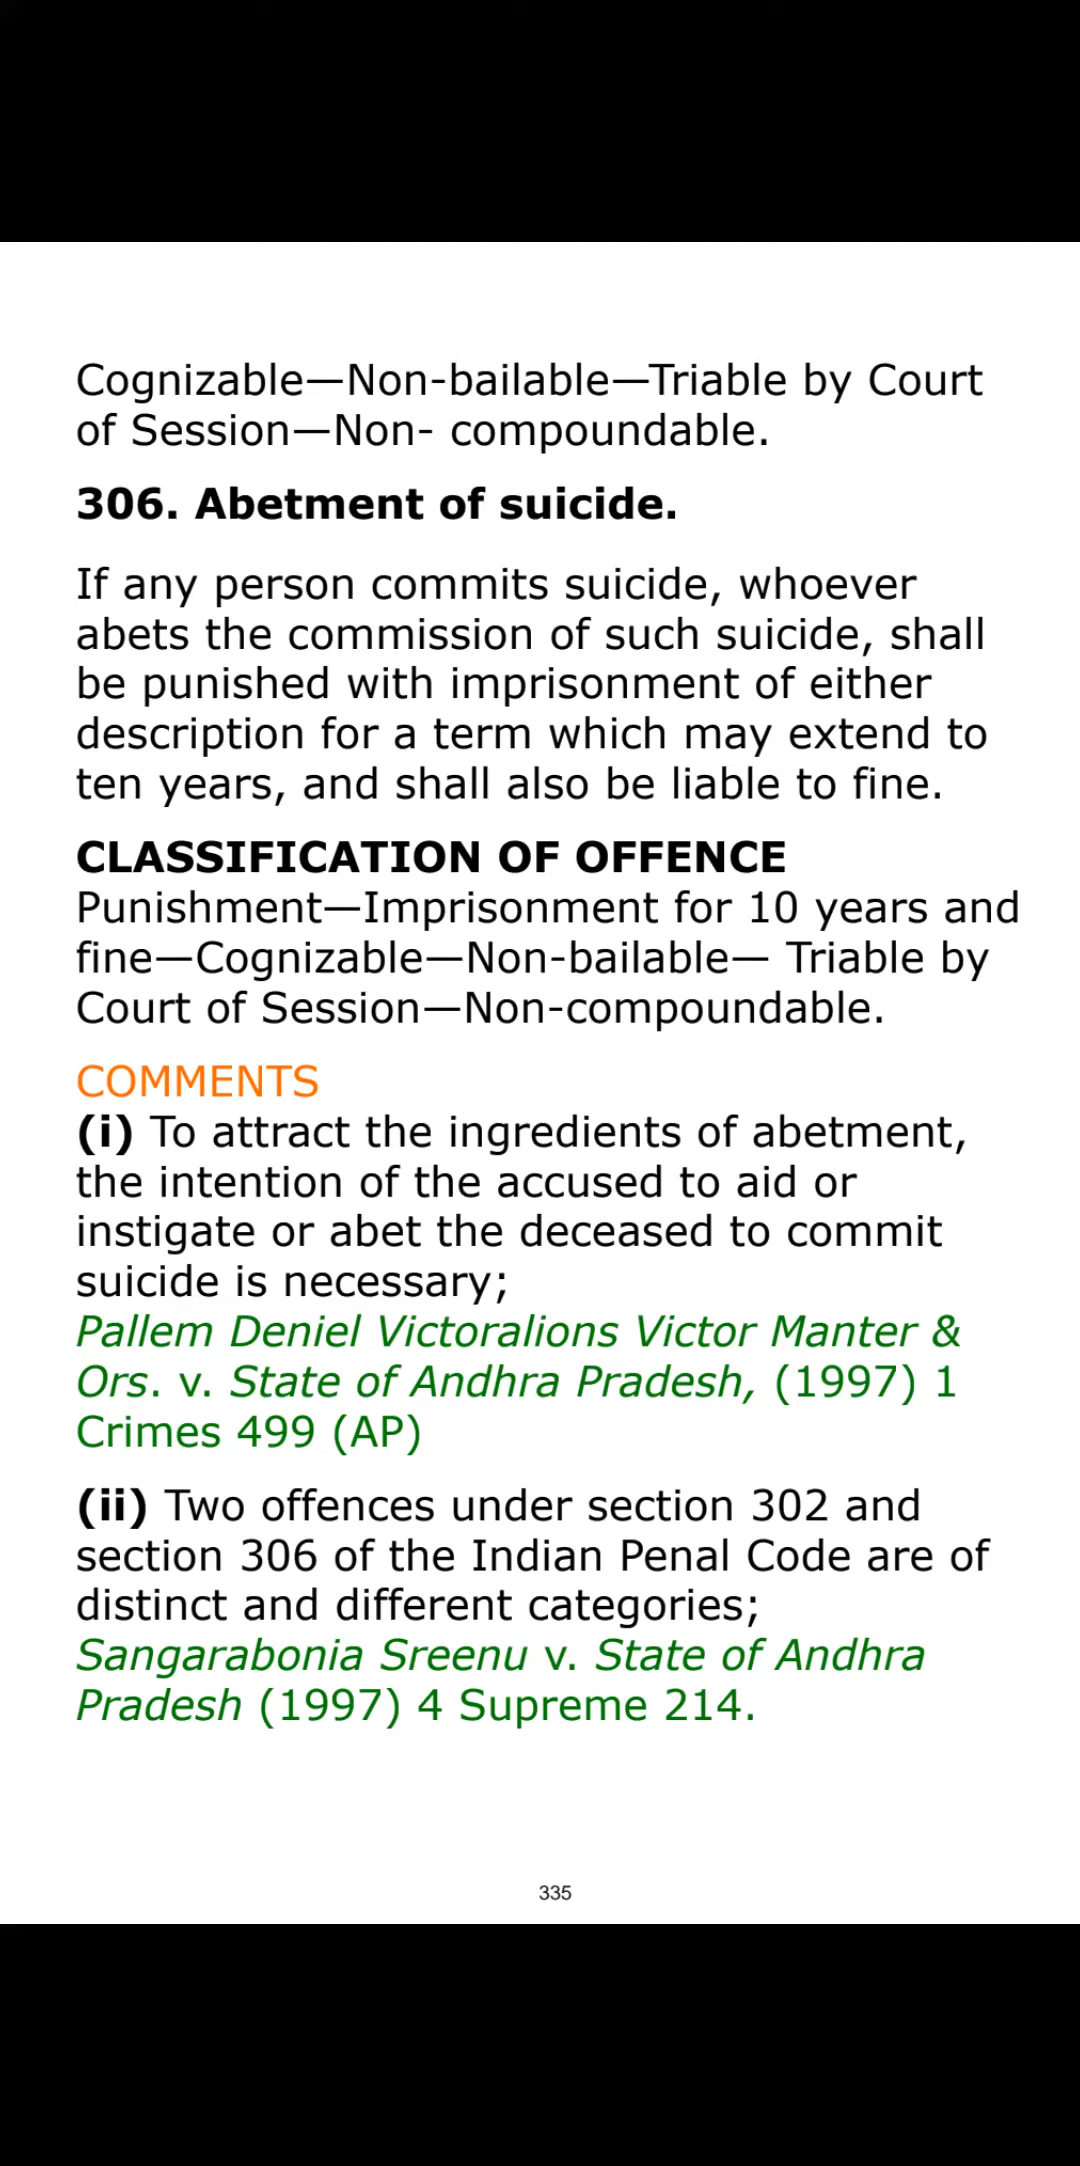 Cognizable—Non-bailable—Triable by Court
of Session—Non- compoundable.
306. Abetment of suicide.
If any person commits suicide, whoever
abets the commission of such suicide, shall
be punished with imprisonment of either
description for a term which may extend to
ten years, and shall also be liable to fine.
CLASSIFICATION OF OFFENCE
Punishment—Imprisonment for 10 years and
fine—Cognizable—Non-bailable— Triable by
Court of Session—Non-compoundable.
COMMENTS
(i) To attract the ingredients of abetment,
the intention of the accused to aid or
instigate or abet the deceased to commit
suicide is necessary;
Pallem Deniel Victoralions Victor Manter &
Ors. v. State of Andhra Pradesh, (1997) 1
Crimes 499 (AP)
(ii) Two offences under section 302 and
section 306 of the Indian Penal Code are of
distinct and different categories;
Sangarabonia Sreenu v. State of Andhra
Pradesh (1997) 4 Supreme 214.
335